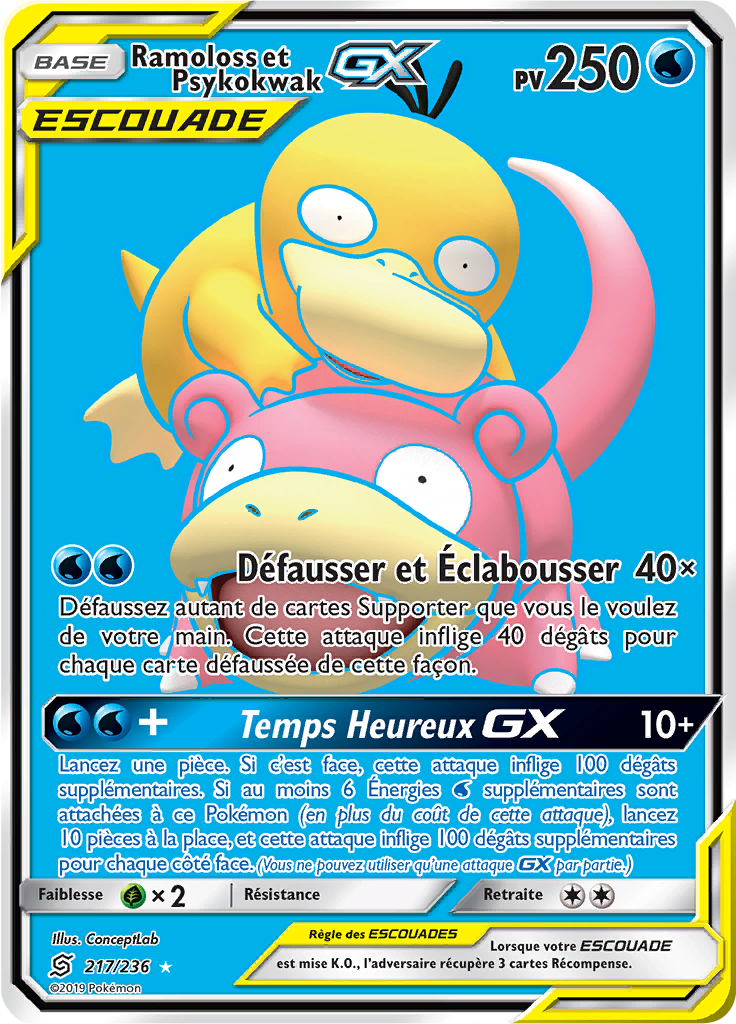 BASE
Ramoloss et
Psykokwak GX
PV250
ESCOUADE
Défausser et Éclabousser 40×
Défaussez autant de cartes Supporter que vous le voulez
de votre main. Cette attaque inflige 40 dégâts pour
chaque carte défaussée de cette façon.
+ Temps Heureux GX 10+
Lancez une pièce. Si c'est face, cette attaque inflige 100 dégâts
supplémentaires. Si au moins 6 Énergies supplémentaires sont
attachées à ce Pokémon (en plus du coût de cette attaque), lancez
10 pièces à la place, et cette attaque inflige 100 dégâts supplémentaires
pour chaque côté face. (Vous ne pouvez utiliser qu'une attaque GX par partie.)
Faiblesse × 2 Résistance Retraite
Illus. ConceptLab
217/236
©2019 Pokémon
Règle des ESCOUADES
Lorsque votre ESCOUADE
est mise K.O., l'adversaire récupère 3 cartes Récompense.